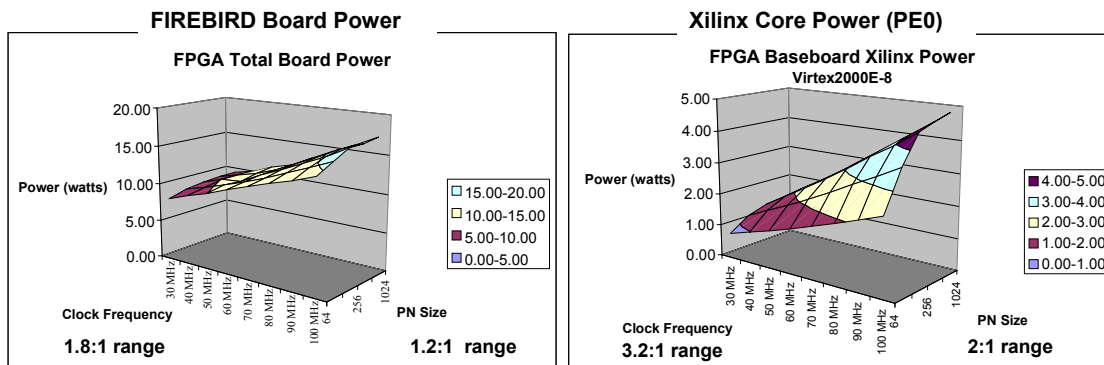 FIREBIRD Board Power
FPGA Total Board Power
20.00
15.00
10.00
5.00
0.00
Power (watts)
30 MHz
40 MHz
50 MHz
60 MHz
70 MHz
80 MHz
90 MHz
100 MHz
64
256
1024
Clock Frequency
PN Size
15.00-20.00
10.00-15.00
5.00-10.00
0.00-5.00
1.8:1 range
1.2:1 range
Xilinx Core Power (PE0)
FPGA Baseboard Xilinx Power
Virtex2000E-8
5.00
4.00
3.00
2.00
1.00
0.00
Power (watts)
30 MHz
40 MHz
50 MHz
60 MHz
70 MHz
80 MHz
90 MHz
100 MHz
64
256
1024
Clock Frequency
PN Size
4.00-5.00
3.00-4.00
2.00-3.00
1.00-2.00
0.00-1.00
3.2:1 range
2:1 range